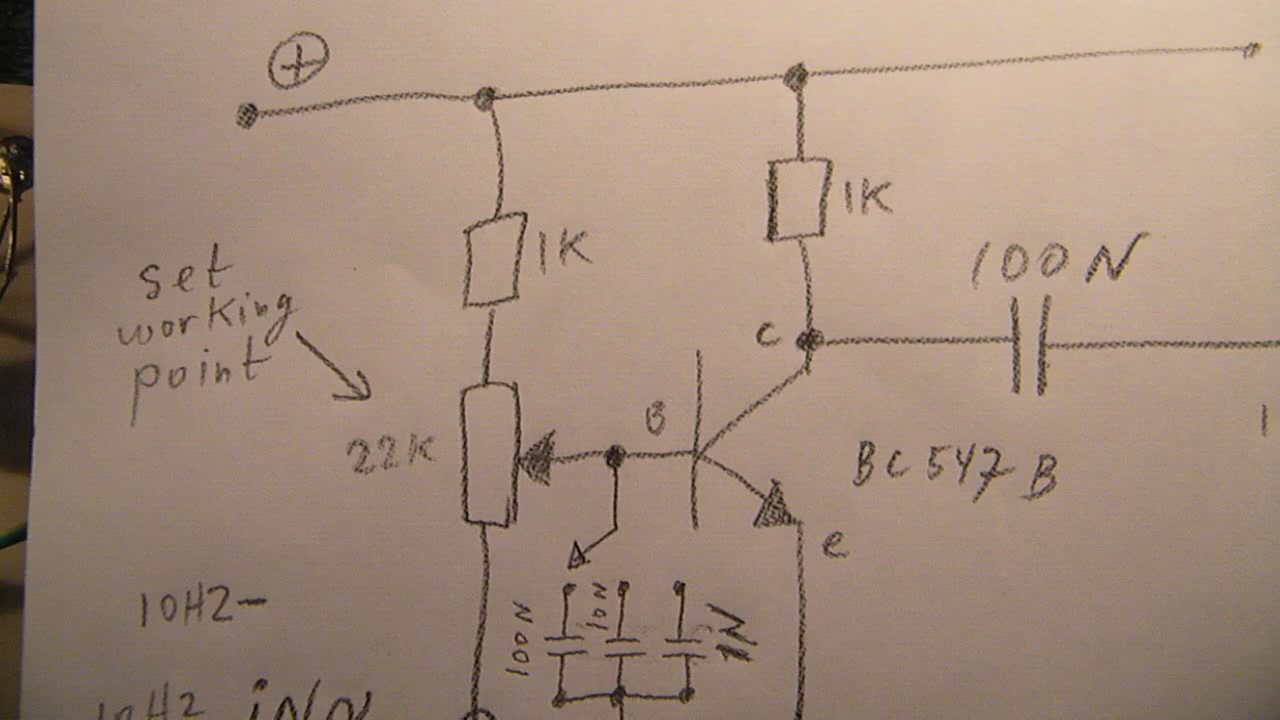 +
1K
1K
100N
set
working
point
C
B
22K
BC547B
e
10HZ-
100N
10N
1N